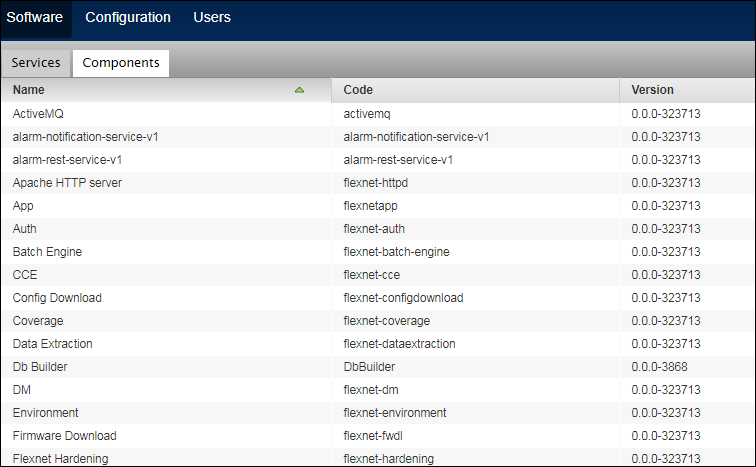 Software Configuration Users
Services Components
Name Code Version
ActiveMQ activemq 0.0.0-323713
alarm-notification-service-v1 alarm-notification-service-v1 0.0.0-323713
alarm-rest-service-v1 alarm-rest-service-v1 0.0.0-323713
Apache HTTP server flexnet-httpd 0.0.0-323713
App flexnetapp 0.0.0-323713
Auth flexnet-auth 0.0.0-323713
Batch Engine flexnet-batch-engine 0.0.0-323713
CCE flexnet-cce 0.0.0-323713
Config Download flexnet-configdownload 0.0.0-323713
Coverage flexnet-coverage 0.0.0-323713
Data Extraction flexnet-dataextraction 0.0.0-323713
Db Builder DbBuilder 0.0.0-3868
DM flexnet-dm 0.0.0-323713
Environment flexnet-environment 0.0.0-323713
Firmware Download flexnet-fwdl 0.0.0-323713
Flexnet Hardening flexnet-hardening 0.0.0-323713